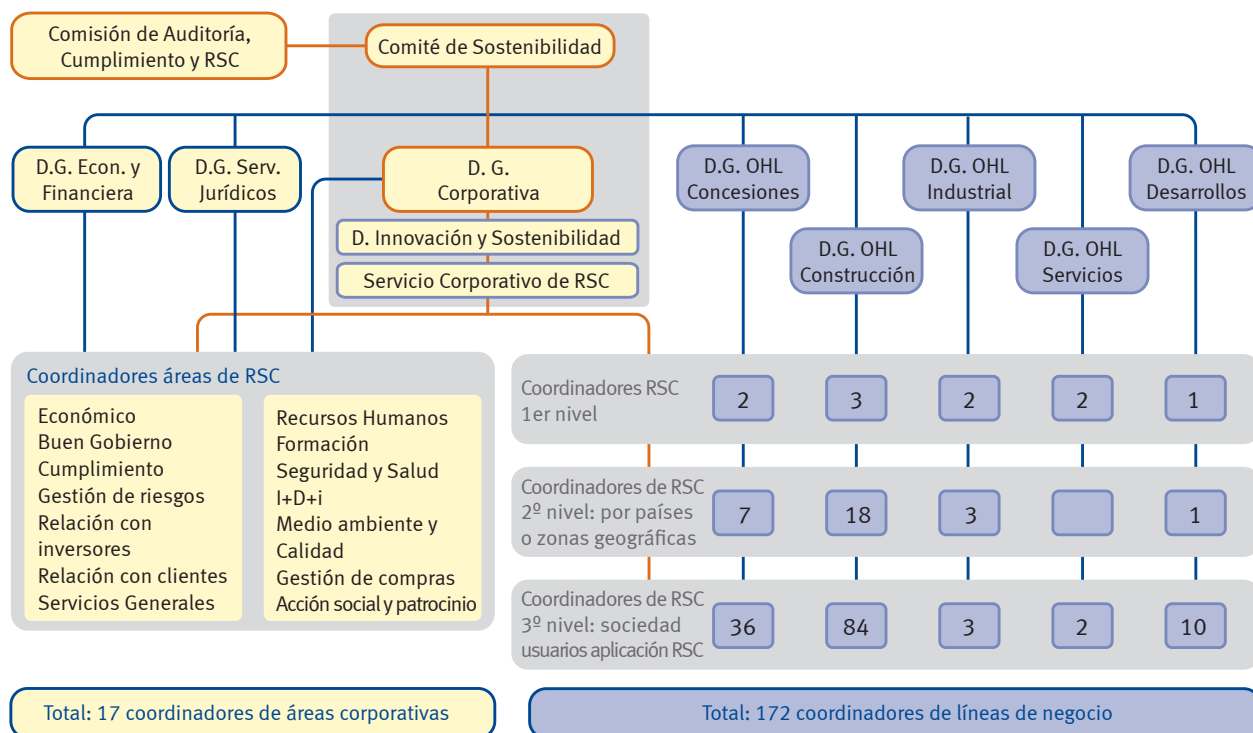 Comisión de Auditoría,
Cumplimiento y RSC
Comité de Sostenibilidad
D.G. Econ. y
Financiera
D.G. Serv.
Jurídicos
D. G.
Corporativa
D. Innovación y Sostenibilidad
Servicio Corporativo de RSC
D.G. OHL
Concesiones
D.G. OHL
Construcción
D.G. OHL
Industrial
D.G. OHL
Servicios
D.G. OHL
Desarrollos
Coordinadores áreas de RSC
Económico
Buen Gobierno
Cumplimiento
Gestión de riesgos
Relación con
inversores
Relación con clientes
Servicios Generales
Recursos Humanos
Formación
Seguridad y Salud
I+D+i
Medio ambiente y
Calidad
Gestión de compras
Acción social y patrocinio
Coordinadores RSC
1er nivel
2 3 2 2 1
Coordinadores de RSC
2º nivel: por países
o zonas geográficas
7 18 3 1
Coordinadores de RSC
3º nivel: sociedad
usuarios aplicación RSC
36 84 3 2 10
Total: 17 coordinadores de áreas corporativas
Total: 172 coordinadores de líneas de negocio